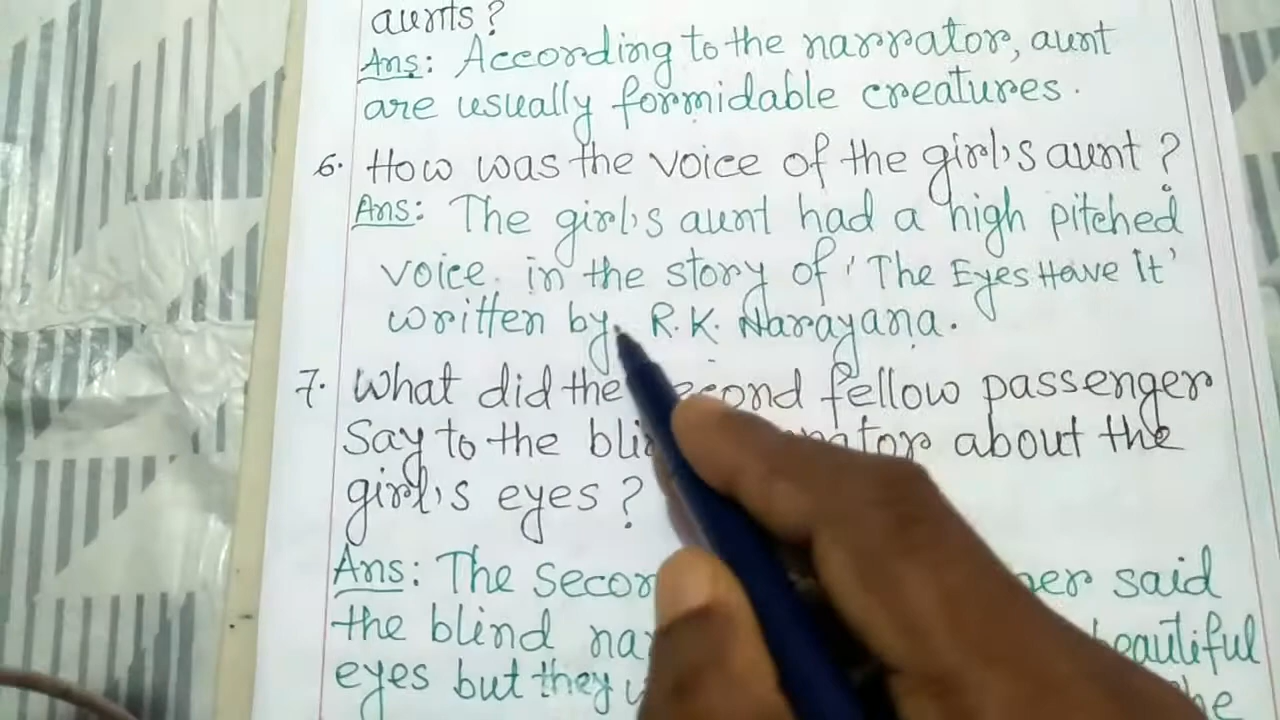 aunts?
Ans: According to the narrator, aunt
are usually formidable creatures.
6. How was the voice of the girl's aunt?
Ans: The girl's aunt had a high pitched
voice. in the story of 'The Eyes Have It'
written by R.K. Narayana.
7. What did the second fellow passenger
Say to the blind narrator about the
girl's eyes?
Ans: The said
the blind beautiful
eyes but they